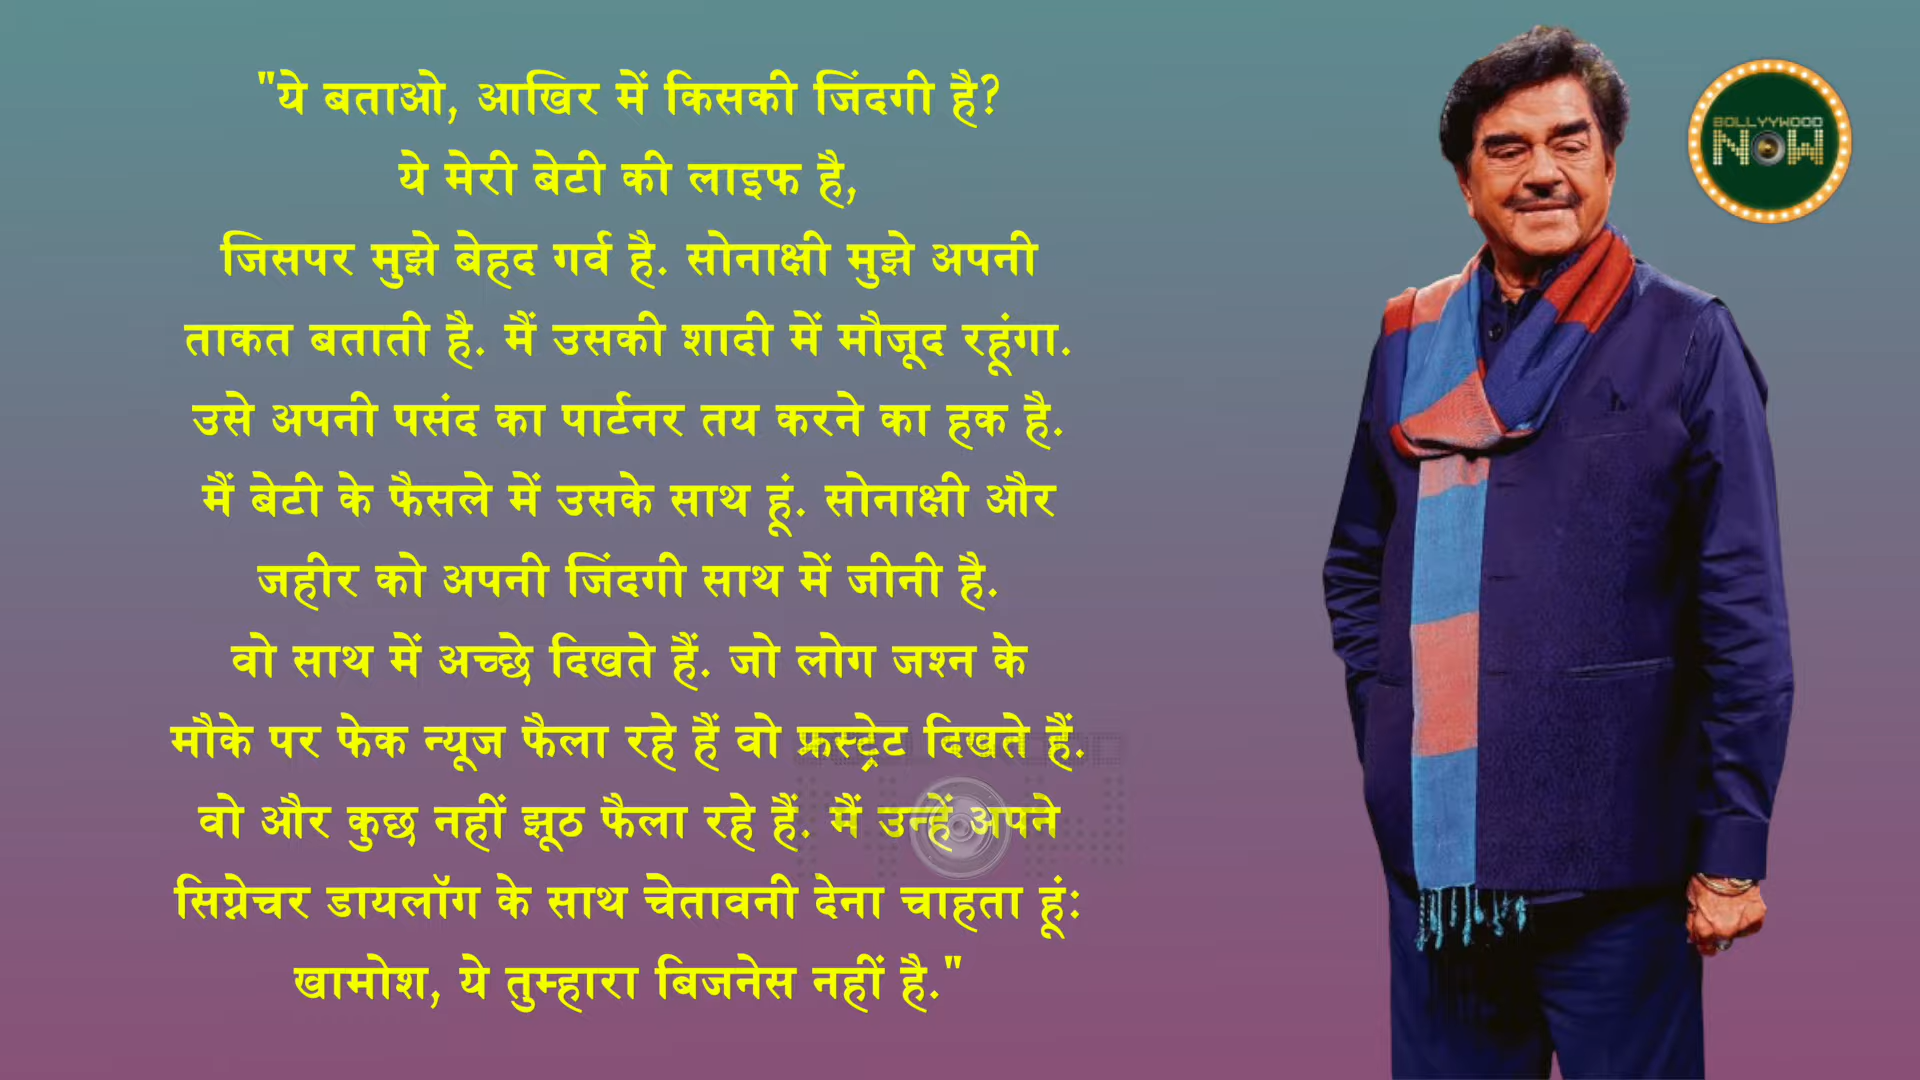 "ये बताओ, आखिर में किसकी जिंदगी है?
ये मेरी बेटी की लाइफ है,
जिसपर मुझे बेहद गर्व है. सोनाक्षी मुझे अपनी
ताकत बताती है. मैं उसकी शादी में मौजूद रहूंगा.
उसे अपनी पसंद का पार्टनर तय करने का हक है.
मैं बेटी के फैसले में उसके साथ हूं. सोनाक्षी और
जहीर को अपनी जिंदगी साथ में जीनी है.
वो साथ में अच्छे दिखते हैं. जो लोग जश्न के
मौके पर फेक न्यूज फैला रहे हैं वो फ्रस्ट्रेट दिखते हैं.
वो और कुछ नहीं झूठ फैला रहे हैं. मैं उन्हें अपने
सिग्नेचर डायलॉग के साथ चेतावनी देना चाहता हूं:
खामोश, ये तुम्हारा बिजनेस नहीं है."
BOLLYYWOOD
NOW